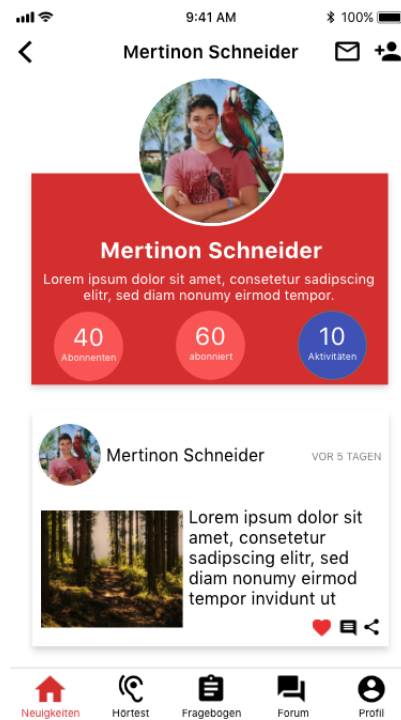 9:41 AM
100%
Mertinon Schneider
Mertinon Schneider
Lorem ipsum dolor sit amet, consetetur sadipscing
elitr, sed diam nonumy eirmod tempor.
40
Abonnenten
60
abonniert
10
Aktivitäten
Mertinon Schneider
VOR 5 TAGEN
Lorem ipsum dolor sit
amet, consetetur
sadipscing elitr, sed
diam nonumy eirmod
tempor invidunt ut
Neuigkeiten
Hörtest
Fragebogen
Forum
Profil